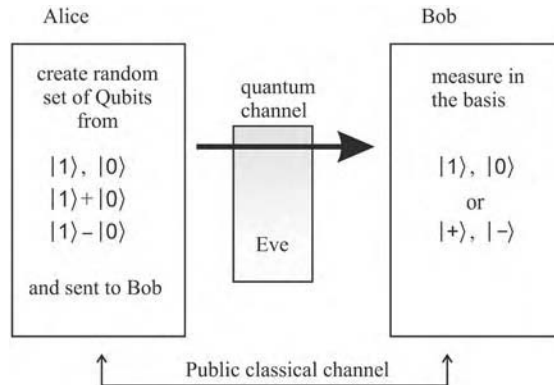 Alice
create random
set of Qubits
from
|1⟩, |0⟩
|1⟩+|0⟩
|1⟩−|0⟩
and sent to Bob
quantum
channel
Eve
Bob
measure in
the basis
|1⟩, |0⟩
or
|+⟩, |−⟩
Public classical channel